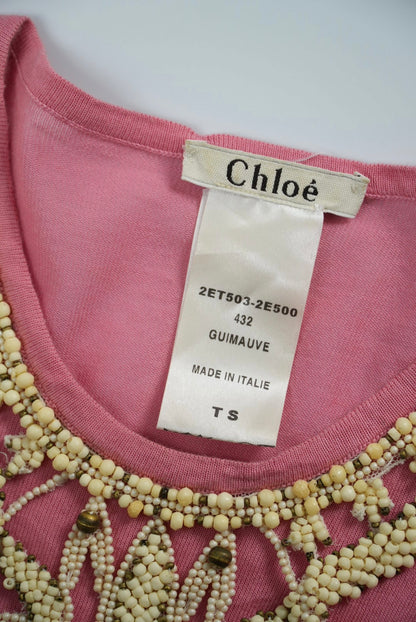 Chloé
2ET503-2E500
432
GUIMAUVE
MADE IN ITALIE
TS